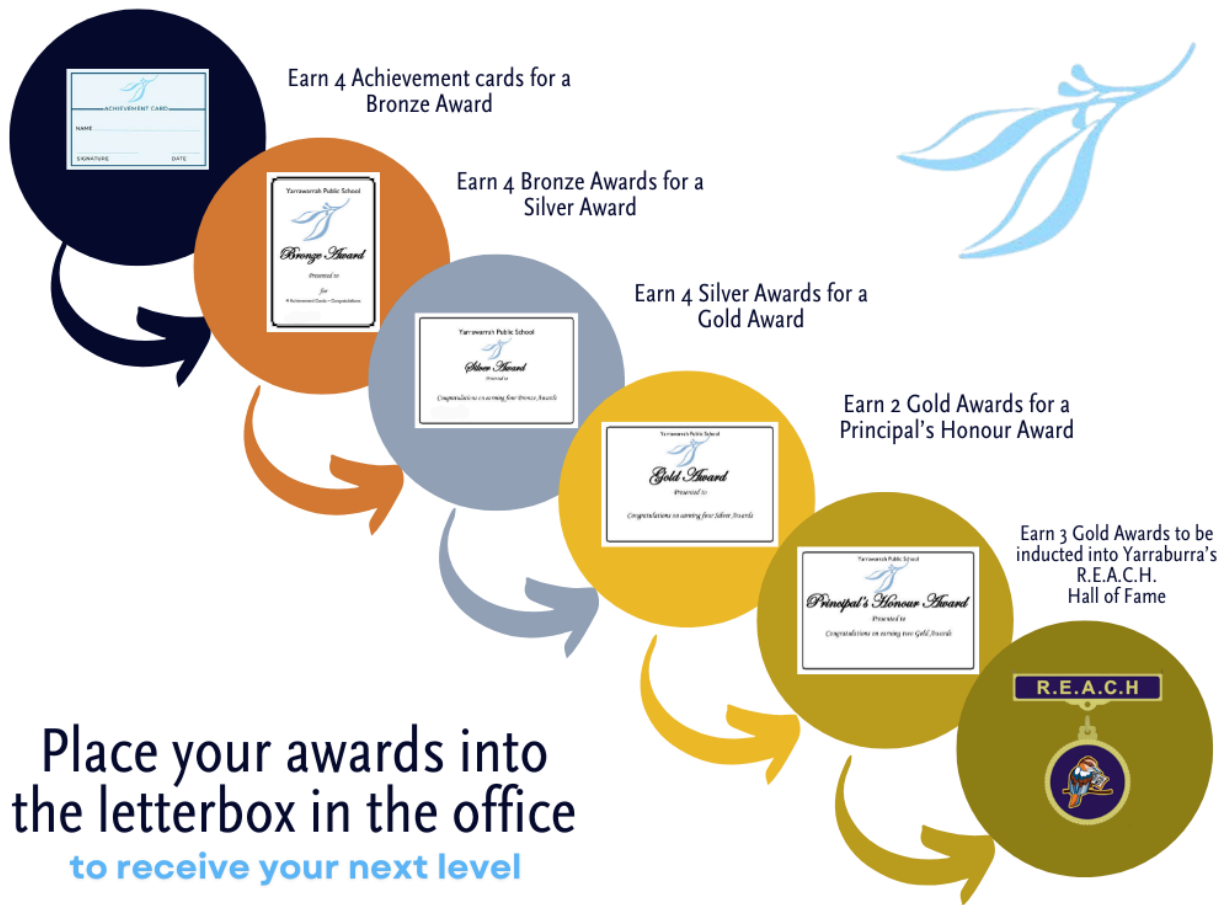 ACHIEVEMENT CARD
NAME
SIGNATURE DATE
Earn 4 Achievement cards for a
Bronze Award
Yarrawarrah Public School
Bronze Award
Presented to
for
4 Achievement Cards – Congratulations
Earn 4 Bronze Awards for a
Silver Award
Yarrawarrah Public School
Silver Award
Presented to
Congratulations on earning four Bronze Awards
Earn 4 Silver Awards for a
Gold Award
Yarrawarrah Public School
Gold Award
Presented to
Congratulations on earning four Silver Awards
Earn 2 Gold Awards for a
Principal's Honour Award
Yarrawarrah Public School
Principal's Honour Award
Presented to
Congratulations on earning two Gold Awards
Earn 3 Gold Awards to be
inducted into Yarraburra's
R.E.A.C.H.
Hall of Fame
R.E.A.C.H
Place your awards into
the letterbox in the office
to receive your next level